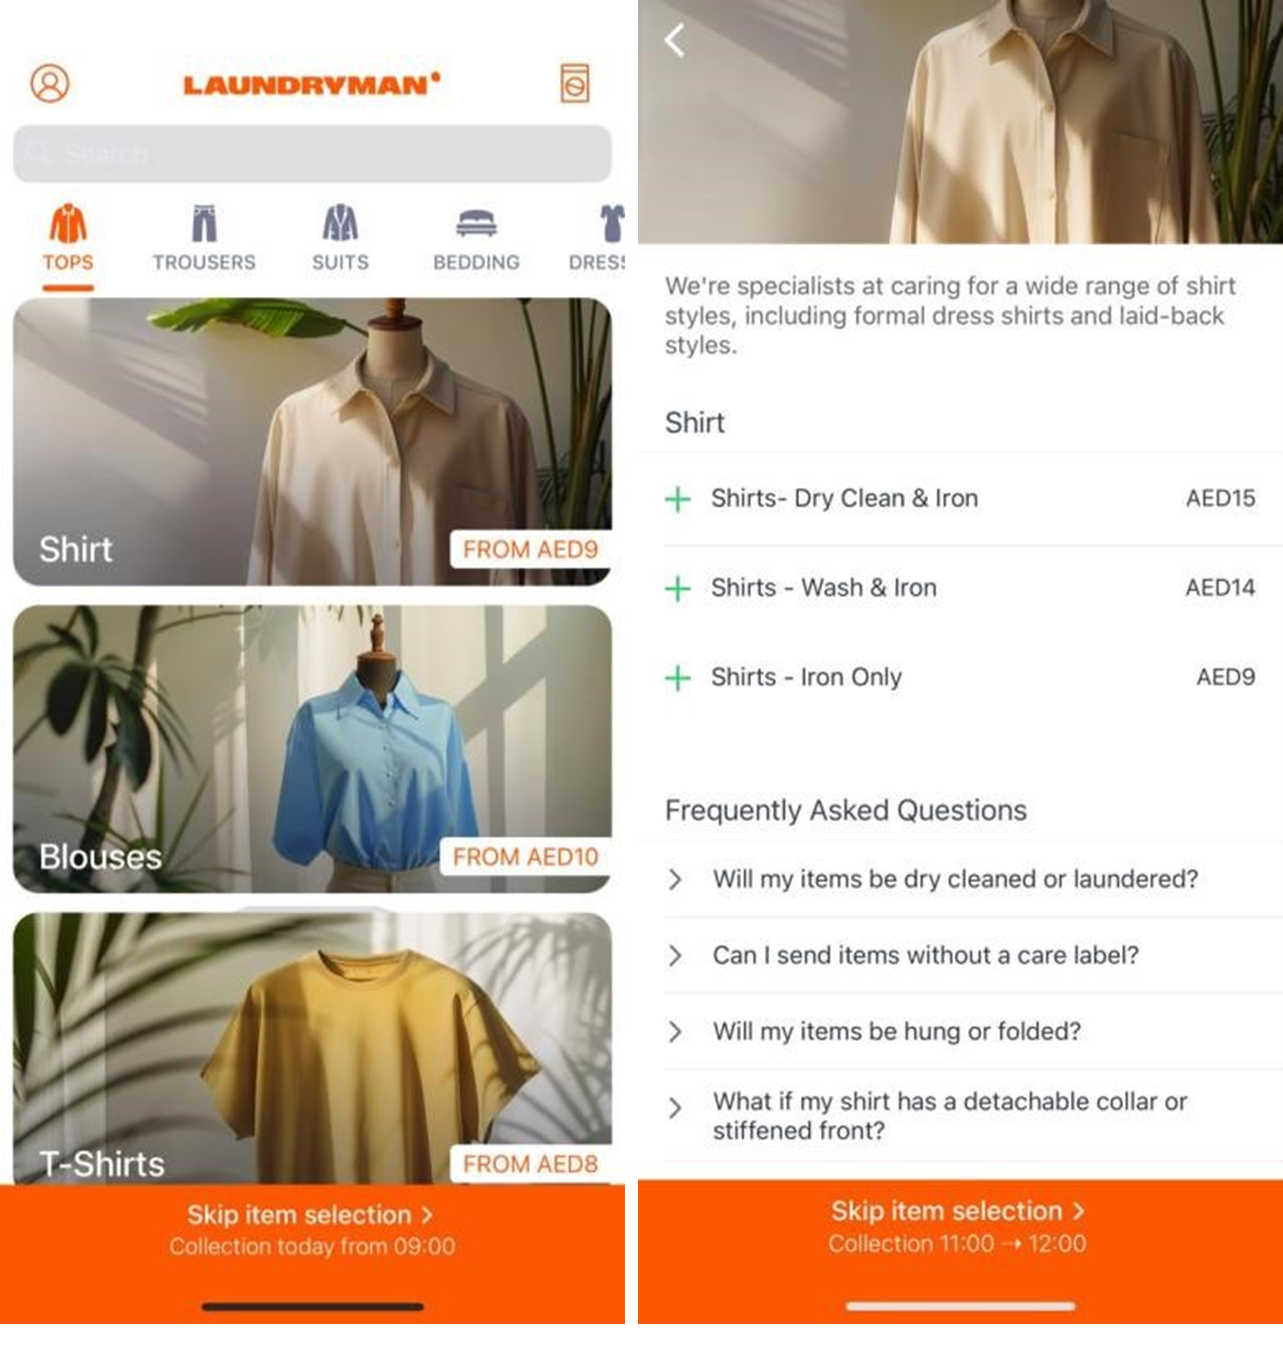 LAUNDRYMAN
Search
TOPS
TROUSERS
SUITS
BEDDING
DRES
Shirt
FROM AED9
Blouses
FROM AED10
T-Shirts
FROM AED8
Skip item selection >
Collection today from 09:00
We're specialists at caring for a wide range of shirt
styles, including formal dress shirts and laid-back
styles.
Shirt
+ Shirts- Dry Clean & Iron AED15
+ Shirts - Wash & Iron AED14
+ Shirts - Iron Only AED9
Frequently Asked Questions
> Will my items be dry cleaned or laundered?
> Can I send items without a care label?
> Will my items be hung or folded?
> What if my shirt has a detachable collar or
stiffened front?
Skip item selection >
Collection 11:00 → 12:00